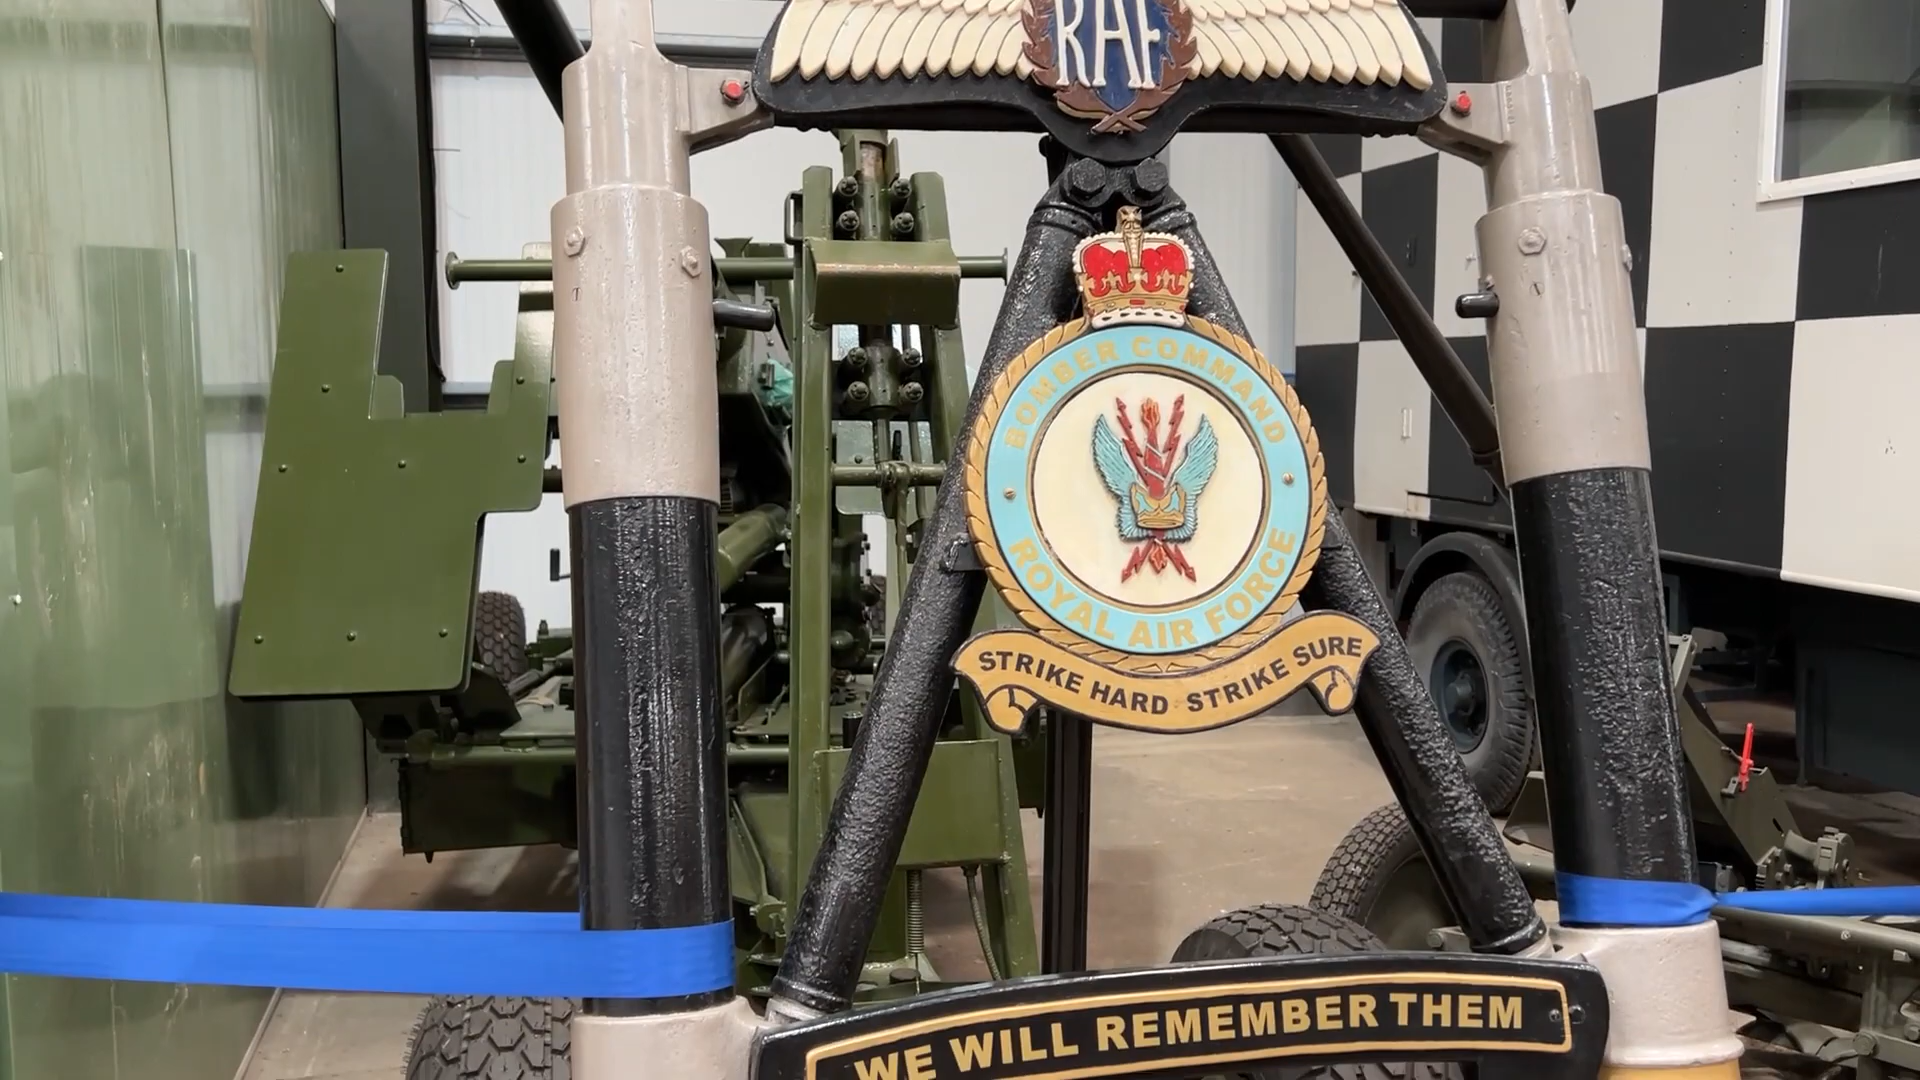 RAF
BOMBER COMMAND
ROYAL AIR FORCE
STRIKE HARD STRIKE SURE
WE WILL REMEMBER THEM